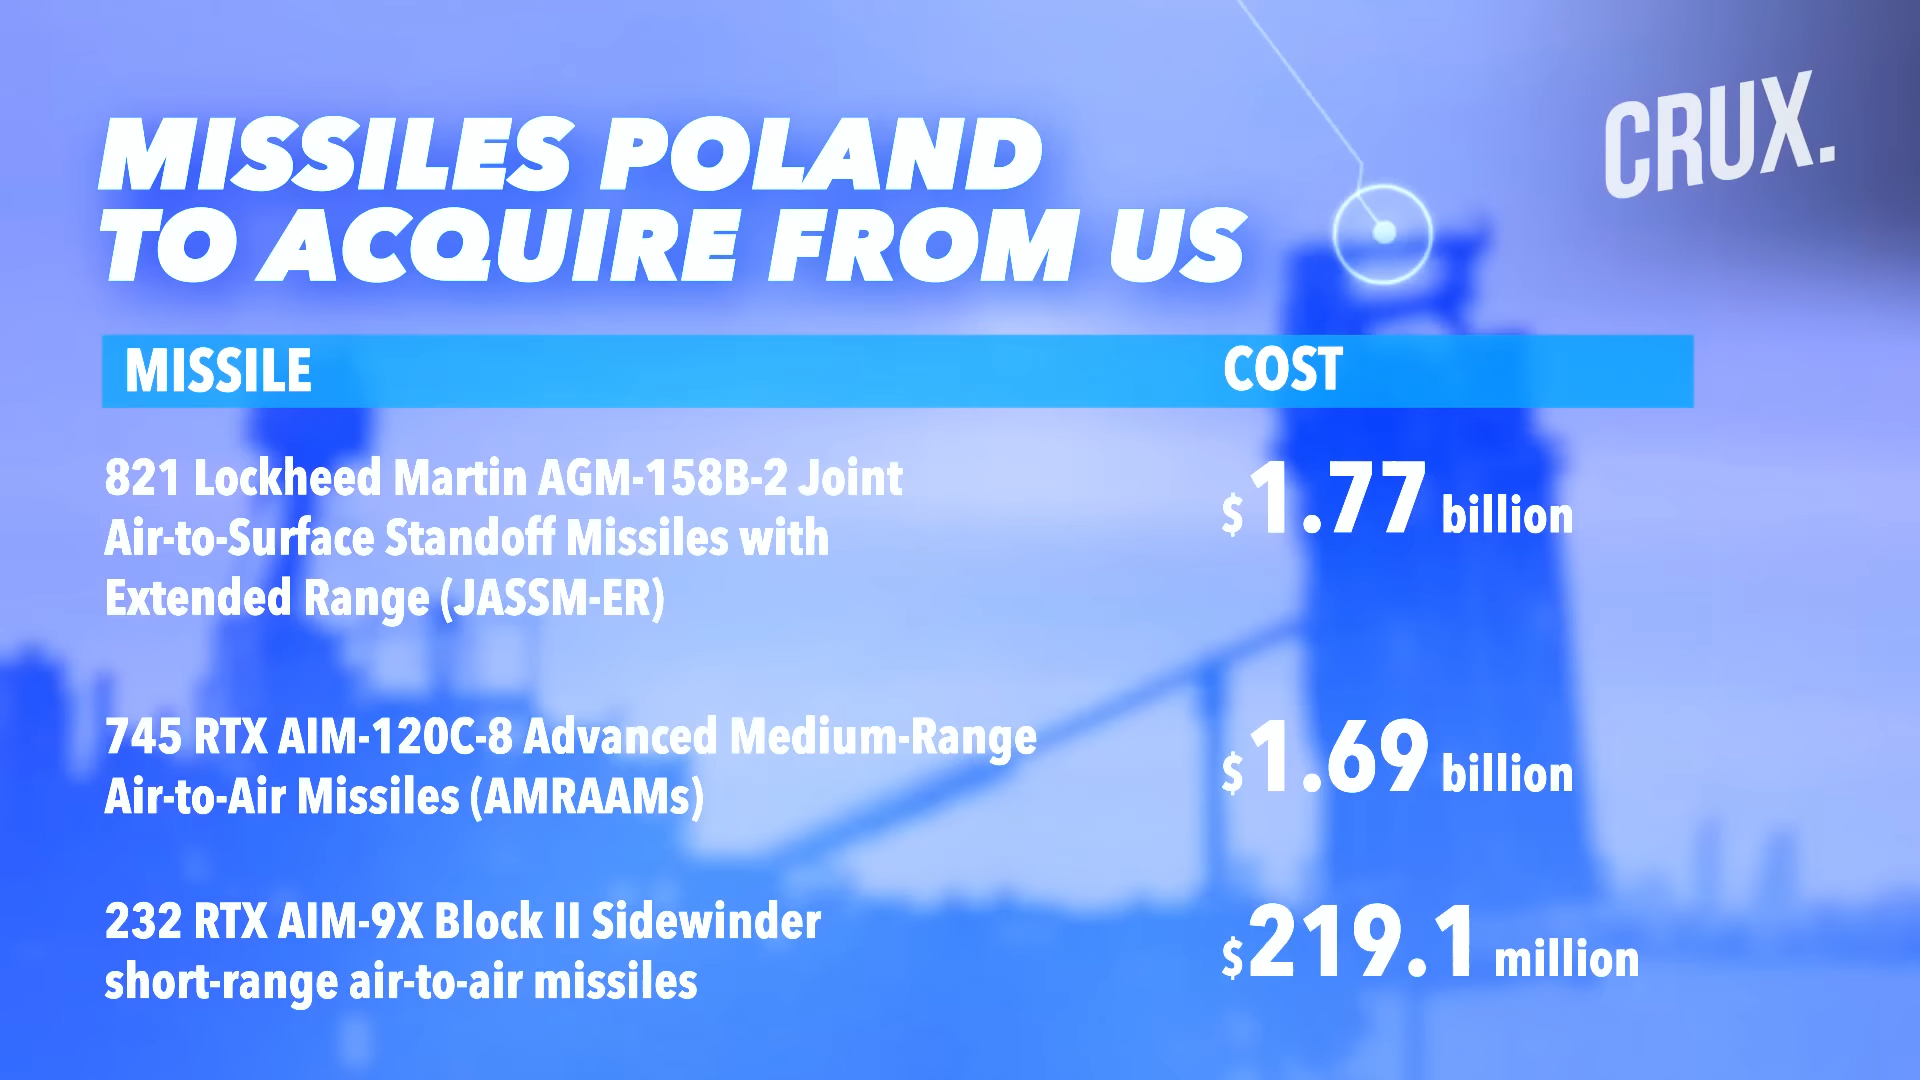 CRUX.
MISSILES POLAND
TO ACQUIRE FROM US
MISSILE COST
821 Lockheed Martin AGM-158B-2 Joint
Air-to-Surface Standoff Missiles with
Extended Range (JASSM-ER)
$1.77 billion
745 RTX AIM-120C-8 Advanced Medium-Range
Air-to-Air Missiles (AMRAAMs)
$1.69 billion
232 RTX AIM-9X Block II Sidewinder
short-range air-to-air missiles
$219.1 million